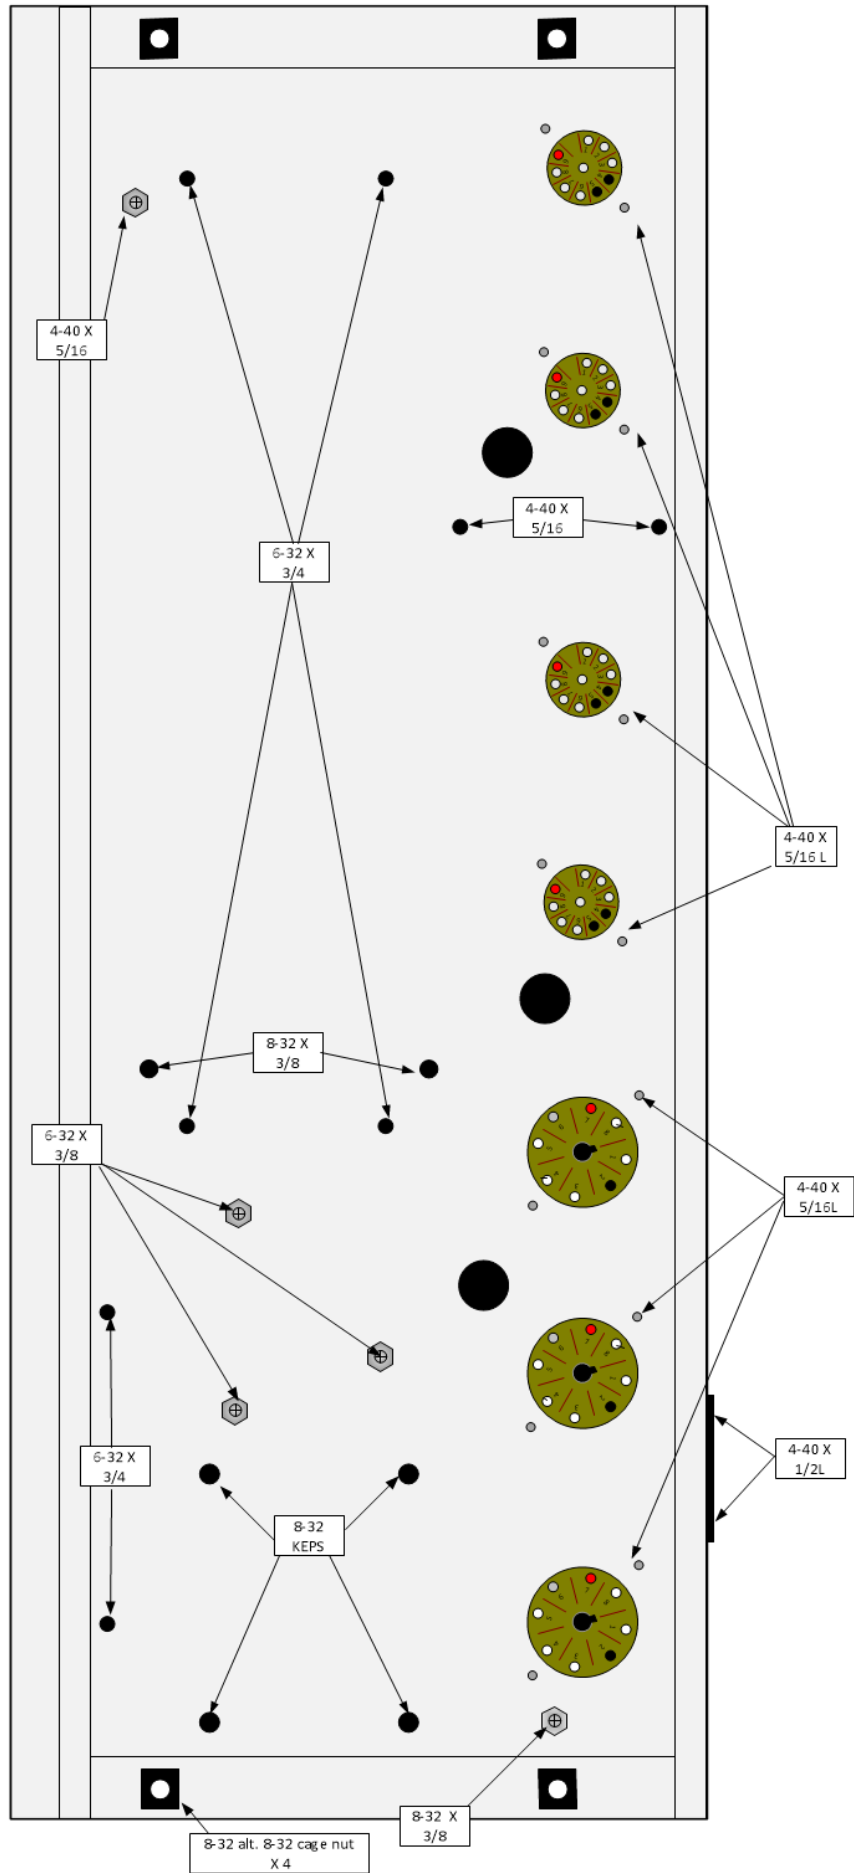 4-40 X
5/16
4-40 X
5/16
6-32 X
3/4
4-40 X
5/16 L
8-32 X
3/8
6-32 X
3/8
4-40 X
5/16L
6-32 X
3/4
4-40 X
1/2L
8-32
KEPS
8-32 X
3/8
8-32 alt. 8-32 cage nut
X 4